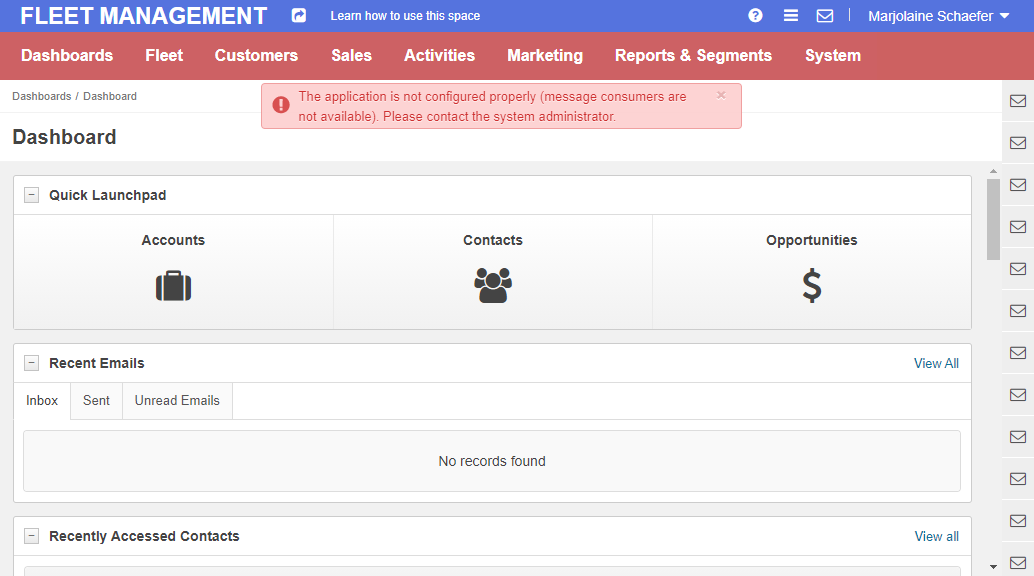 FLEET MANAGEMENT Learn how to use this space Marjolaine Schaefer
Dashboards Fleet Customers Sales Activities Marketing Reports & Segments System
Dashboards / Dashboard
The application is not configured properly (message consumers are
not available). Please contact the system administrator.
×
Dashboard
Quick Launchpad
Accounts Contacts Opportunities
Recent Emails View All
Inbox Sent Unread Emails
No records found
Recently Accessed Contacts View all